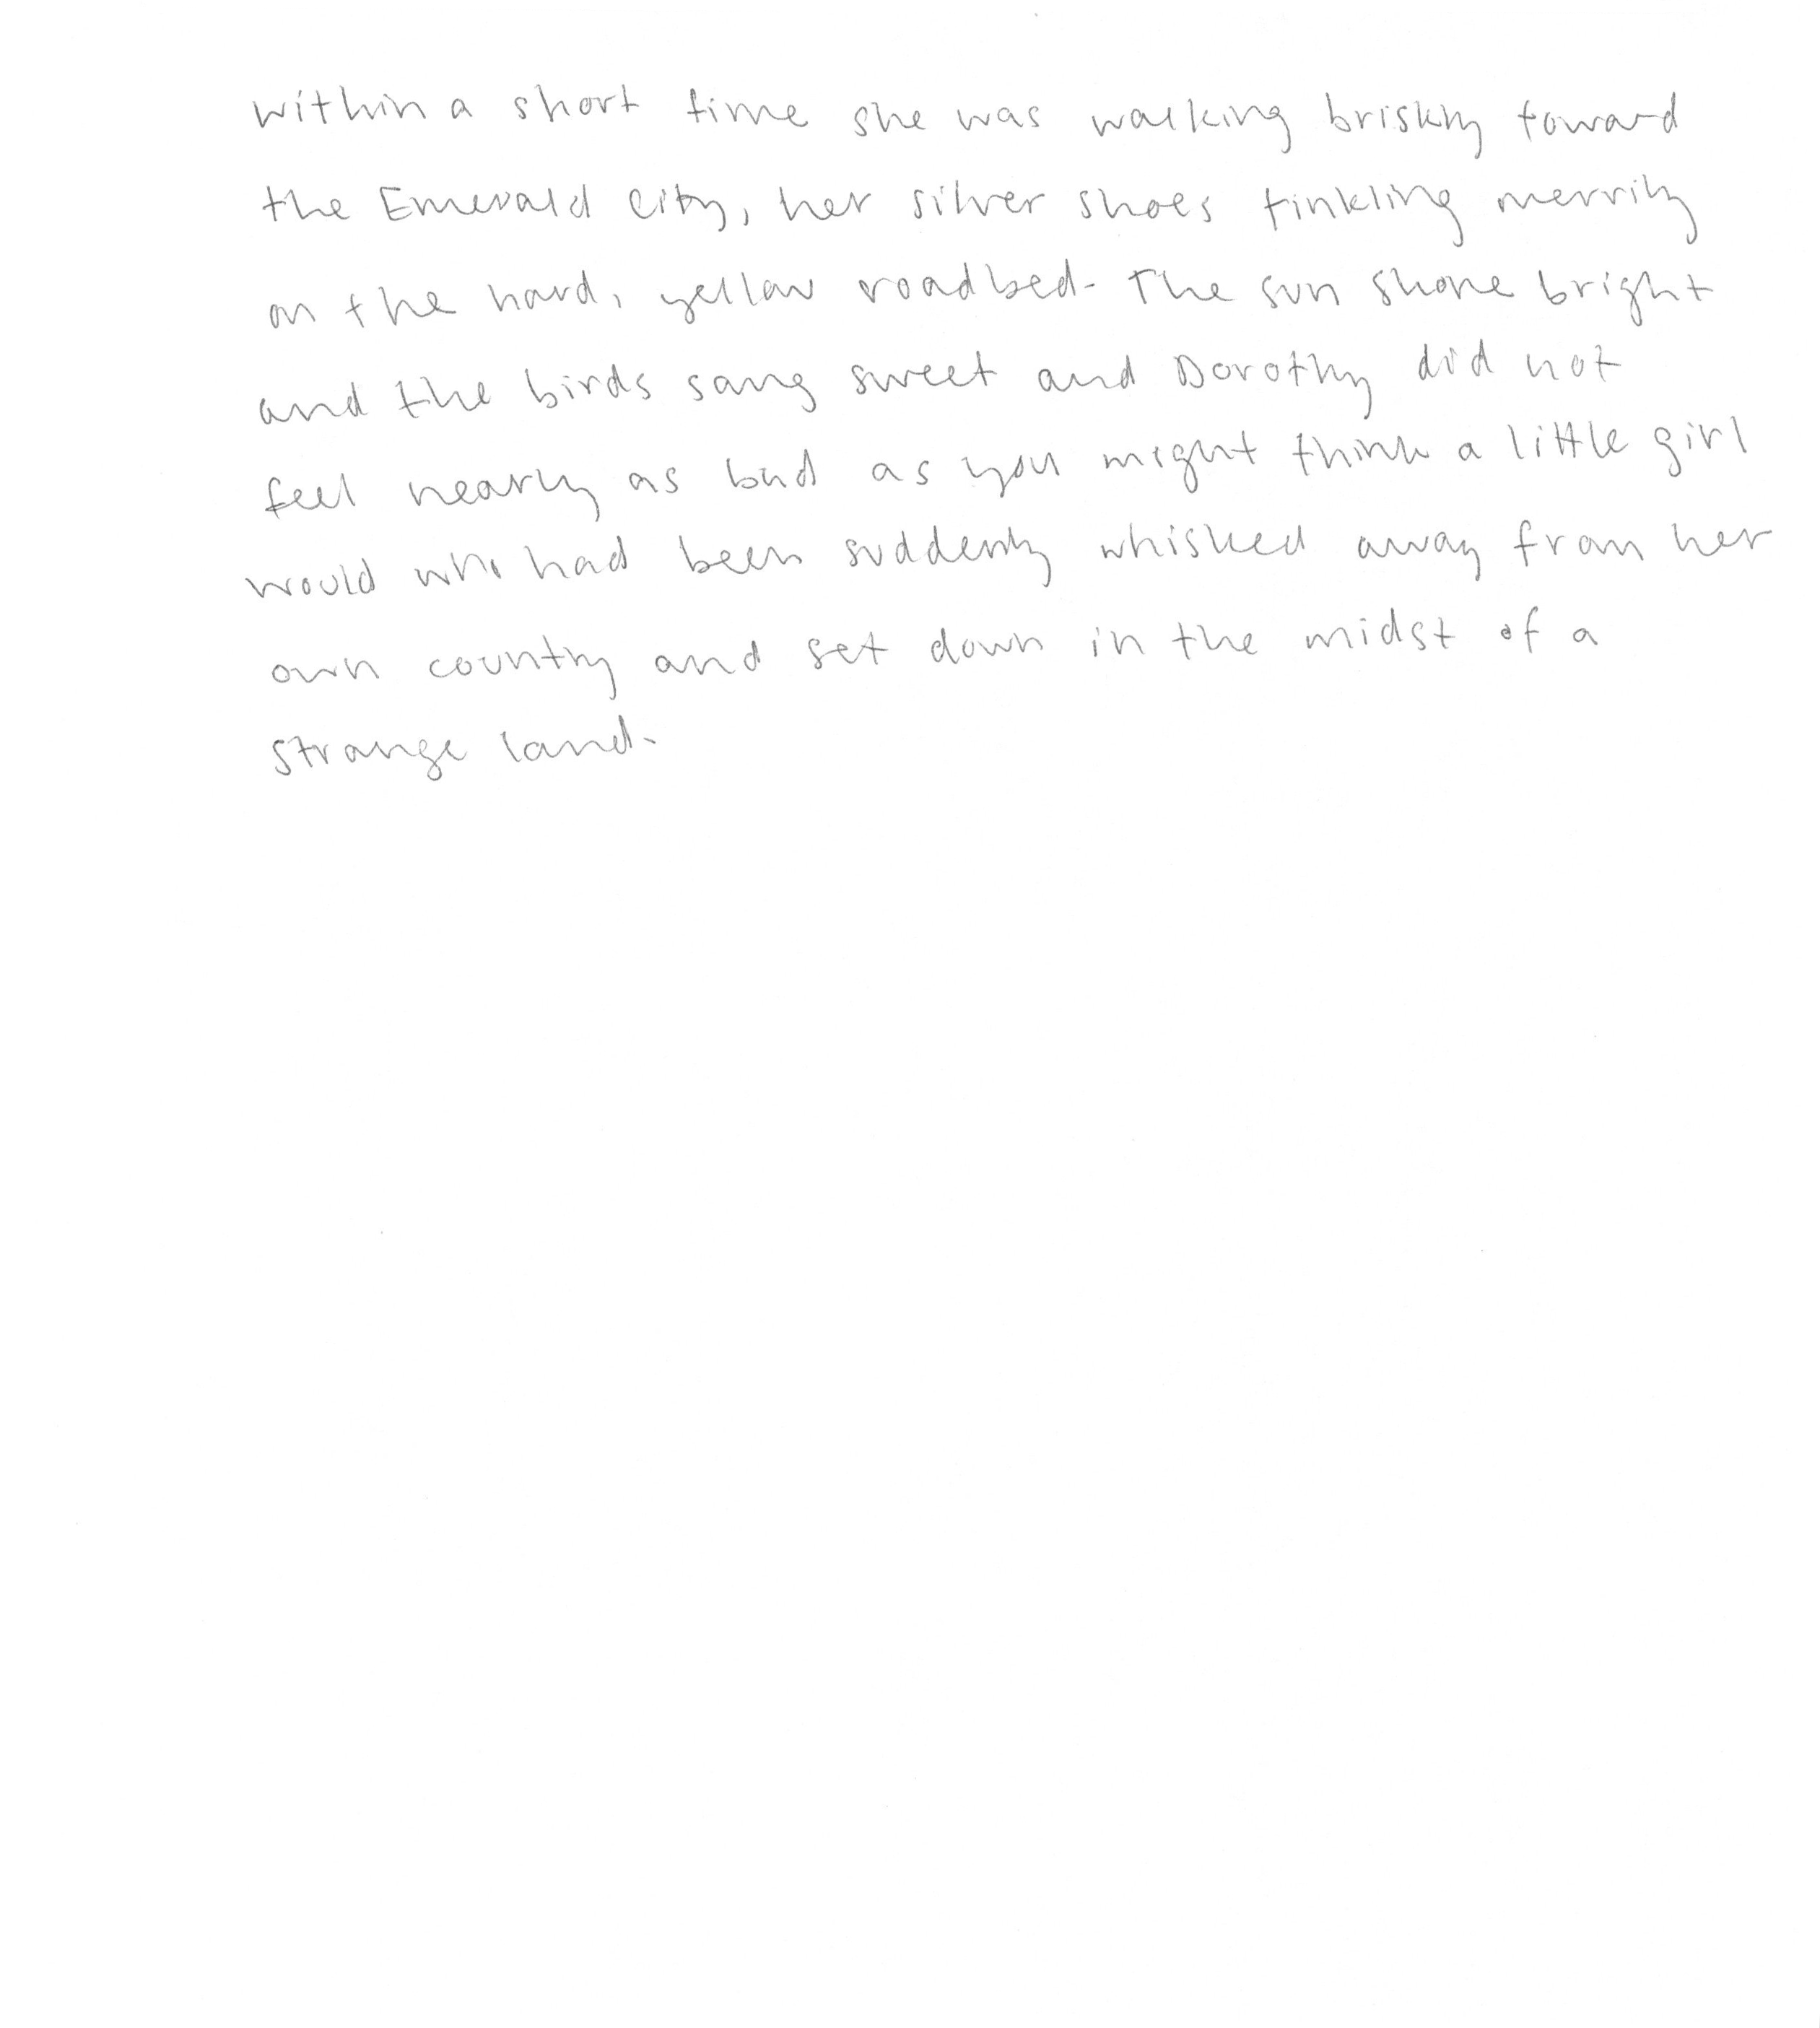 within a short time she was walking briskly toward
the Emerald City, her silver shoes tinkling merrily
on the hard, yellow roadbed. The sun shone bright
and the birds sang sweet and Dorothy did not
feel nearly as bad as you might think a little girl
would who had been suddenly whisked away from her
own country and set down in the midst of a
strange land.